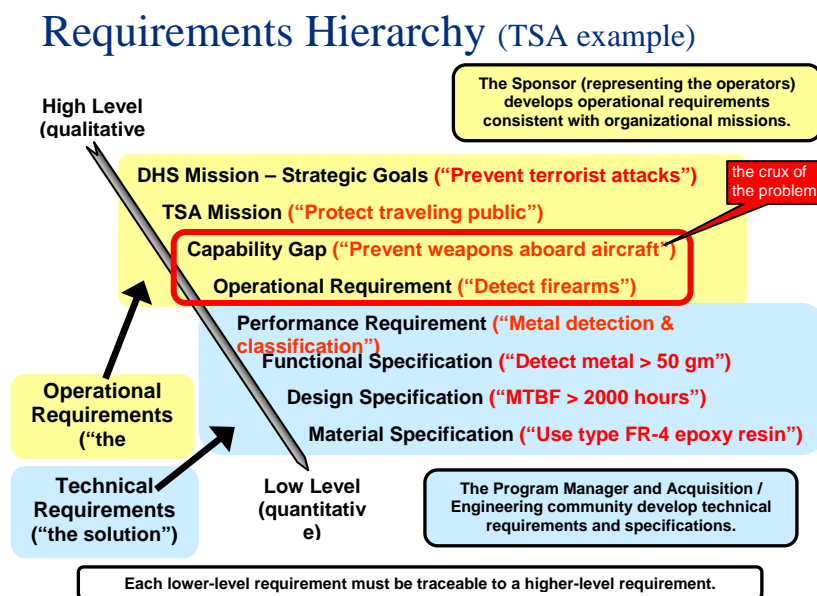 Requirements Hierarchy (TSA example)
The Sponsor (representing the operators)
develops operational requirements
consistent with organizational missions.
High Level
(qualitative
the crux of
the problem
DHS Mission – Strategic Goals (“Prevent terrorist attacks”)
TSA Mission (“Protect traveling public”)
Capability Gap (“Prevent weapons aboard aircraft”)
Operational Requirement (“Detect firearms”)
Performance Requirement (“Metal detection &
classification”)
Functional Specification (“Detect metal > 50 gm”)
Design Specification (“MTBF > 2000 hours”)
Material Specification (“Use type FR-4 epoxy resin”)
Operational
Requirements
(“the
Technical
Requirements
(“the solution”)
Low Level
(quantitativ
e)
The Program Manager and Acquisition /
Engineering community develop technical
requirements and specifications.
Each lower-level requirement must be traceable to a higher-level requirement.